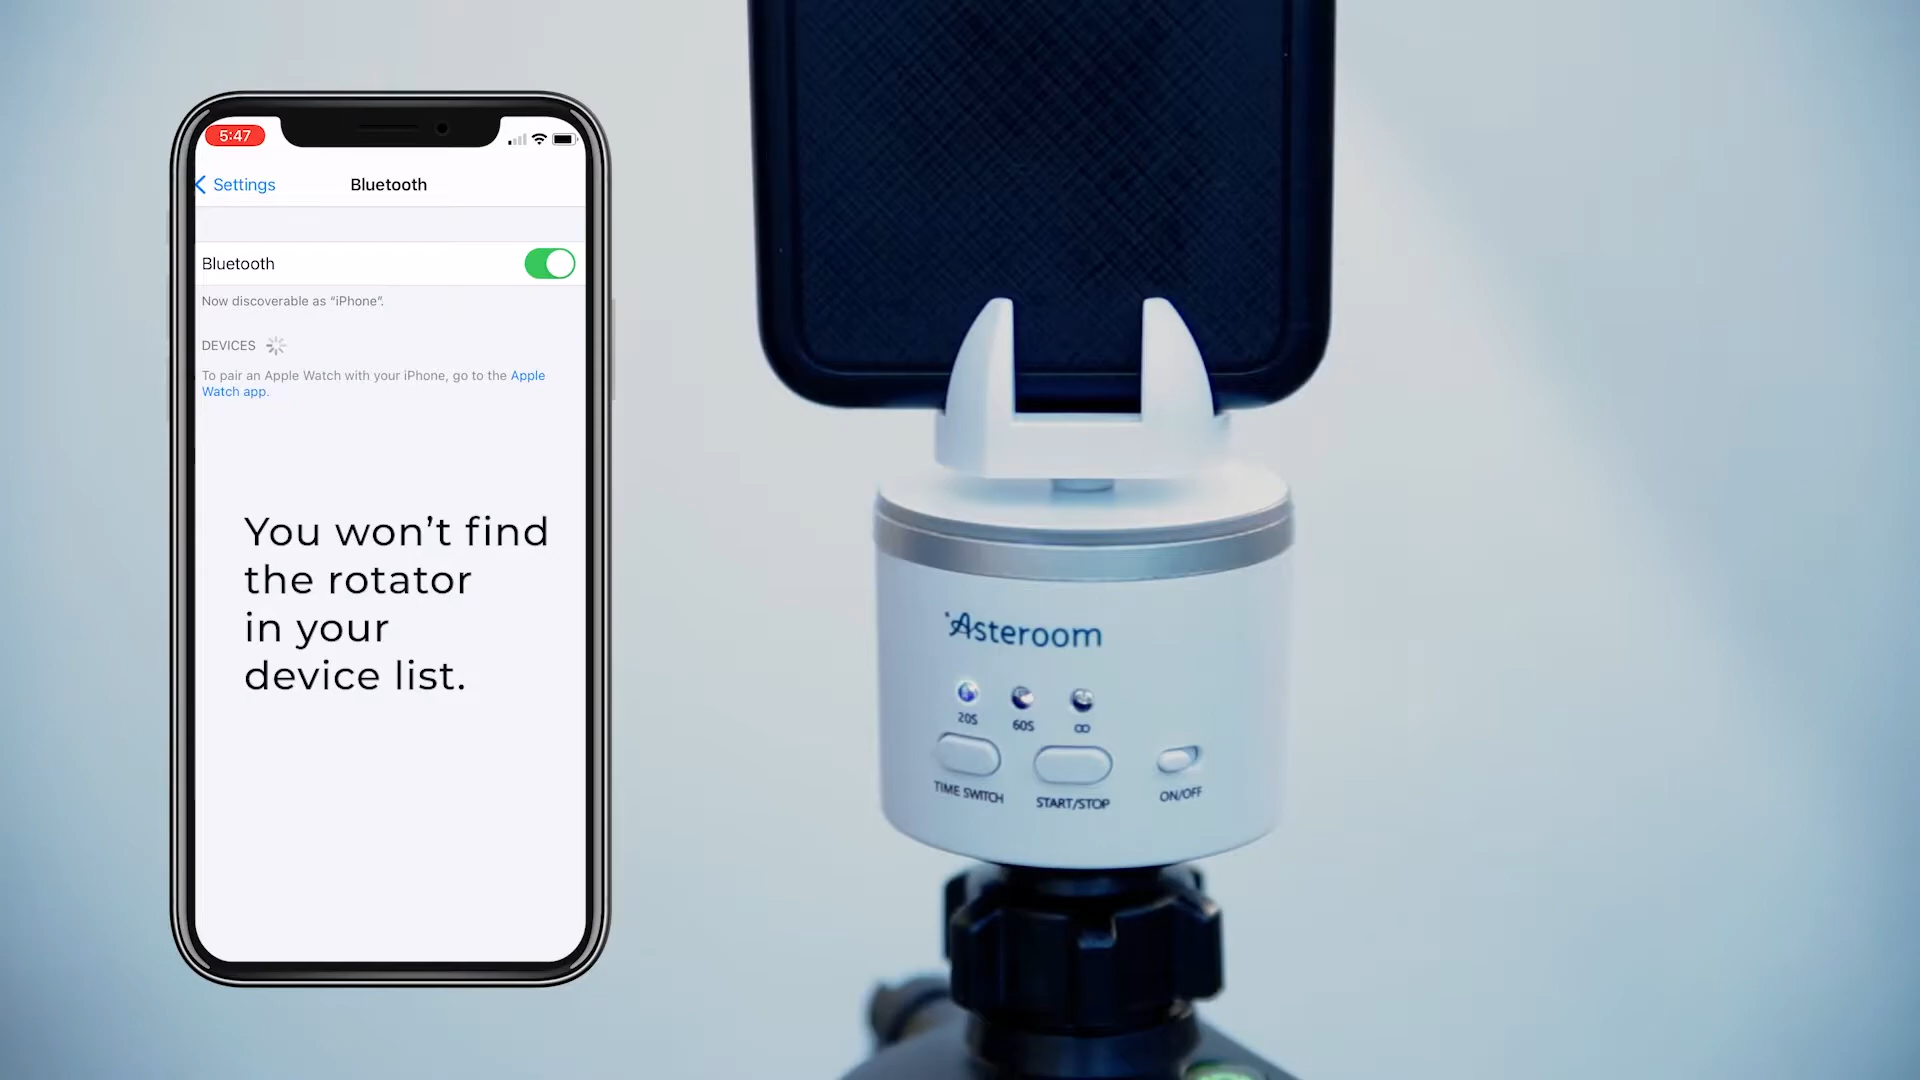 5:47
Settings
Bluetooth
Bluetooth
Now discoverable as “iPhone”.
DEVICES
To pair an Apple Watch with your iPhone, go to the Apple
Watch app.
You won’t find
the rotator
in your
device list.
Asteroom
20S 60S ∞
TIME SWITCH START/STOP ON/OFF